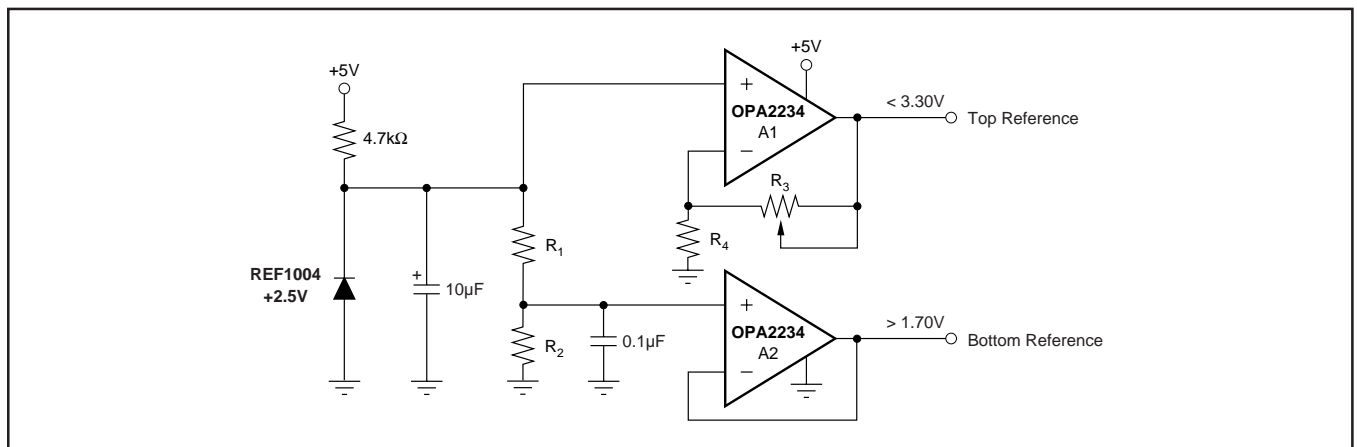 +5V
4.7kΩ
REF1004
+2.5V
+
10µF
R1
R2
0.1µF
+5V
+
OPA2234
A1
−
R3
R4
< 3.30V
Top Reference
+
OPA2234
A2
−
> 1.70V
Bottom Reference